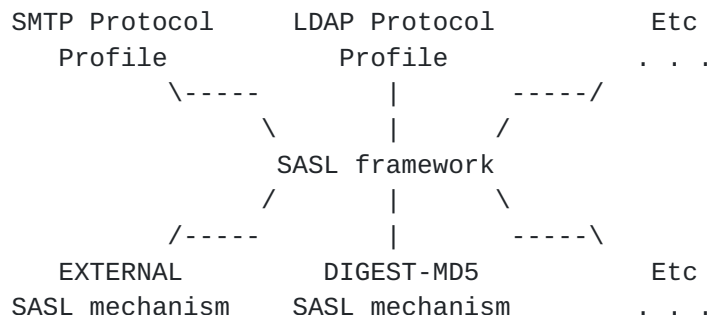 SMTP Protocol     LDAP Protocol          Etc
   Profile           Profile            . . .
          \-----        |        -----/
                \       |       /
                 SASL framework
                /       |       \
          /-----        |        -----\
   EXTERNAL         DIGEST-MD5           Etc
SASL mechanism    SASL mechanism        . . .